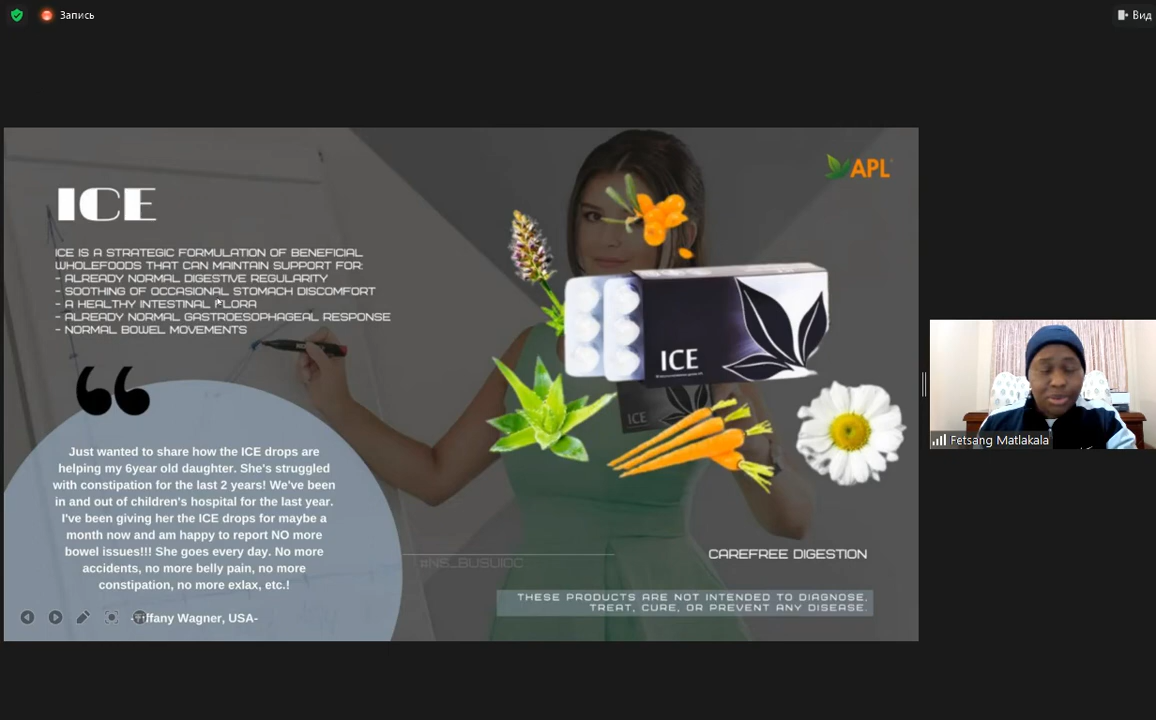 Запись
Вид
APL
ICE
ICE IS A STRATEGIC FORMULATION OF BENEFICIAL
WHOLEFOODS THAT CAN MAINTAIN SUPPORT FOR:
- ALREADY NORMAL DIGESTIVE REGULARITY
- SOOTHING OF OCCASIONAL STOMACH DISCOMFORT
- A HEALTHY INTESTINAL FLORA
- ALREADY NORMAL GASTROESOPHAGEAL RESPONSE
- NORMAL BOWEL MOVEMENTS
ICE
ICE
Just wanted to share how the ICE drops are
helping my 6year old daughter. She's struggled
with constipation for the last 2 years! We've been
in and out of children's hospital for the last year.
I've been giving her the ICE drops for maybe a
month now and am happy to report NO more
bowel issues!!! She goes every day. No more
accidents, no more belly pain, no more
constipation, no more exlax, etc.!
-Tiffany Wagner, USA-
CAREFREE DIGESTION
THESE PRODUCTS ARE NOT INTENDED TO DIAGNOSE,
TREAT, CURE, OR PREVENT ANY DISEASE.
Fetsang Matlakala